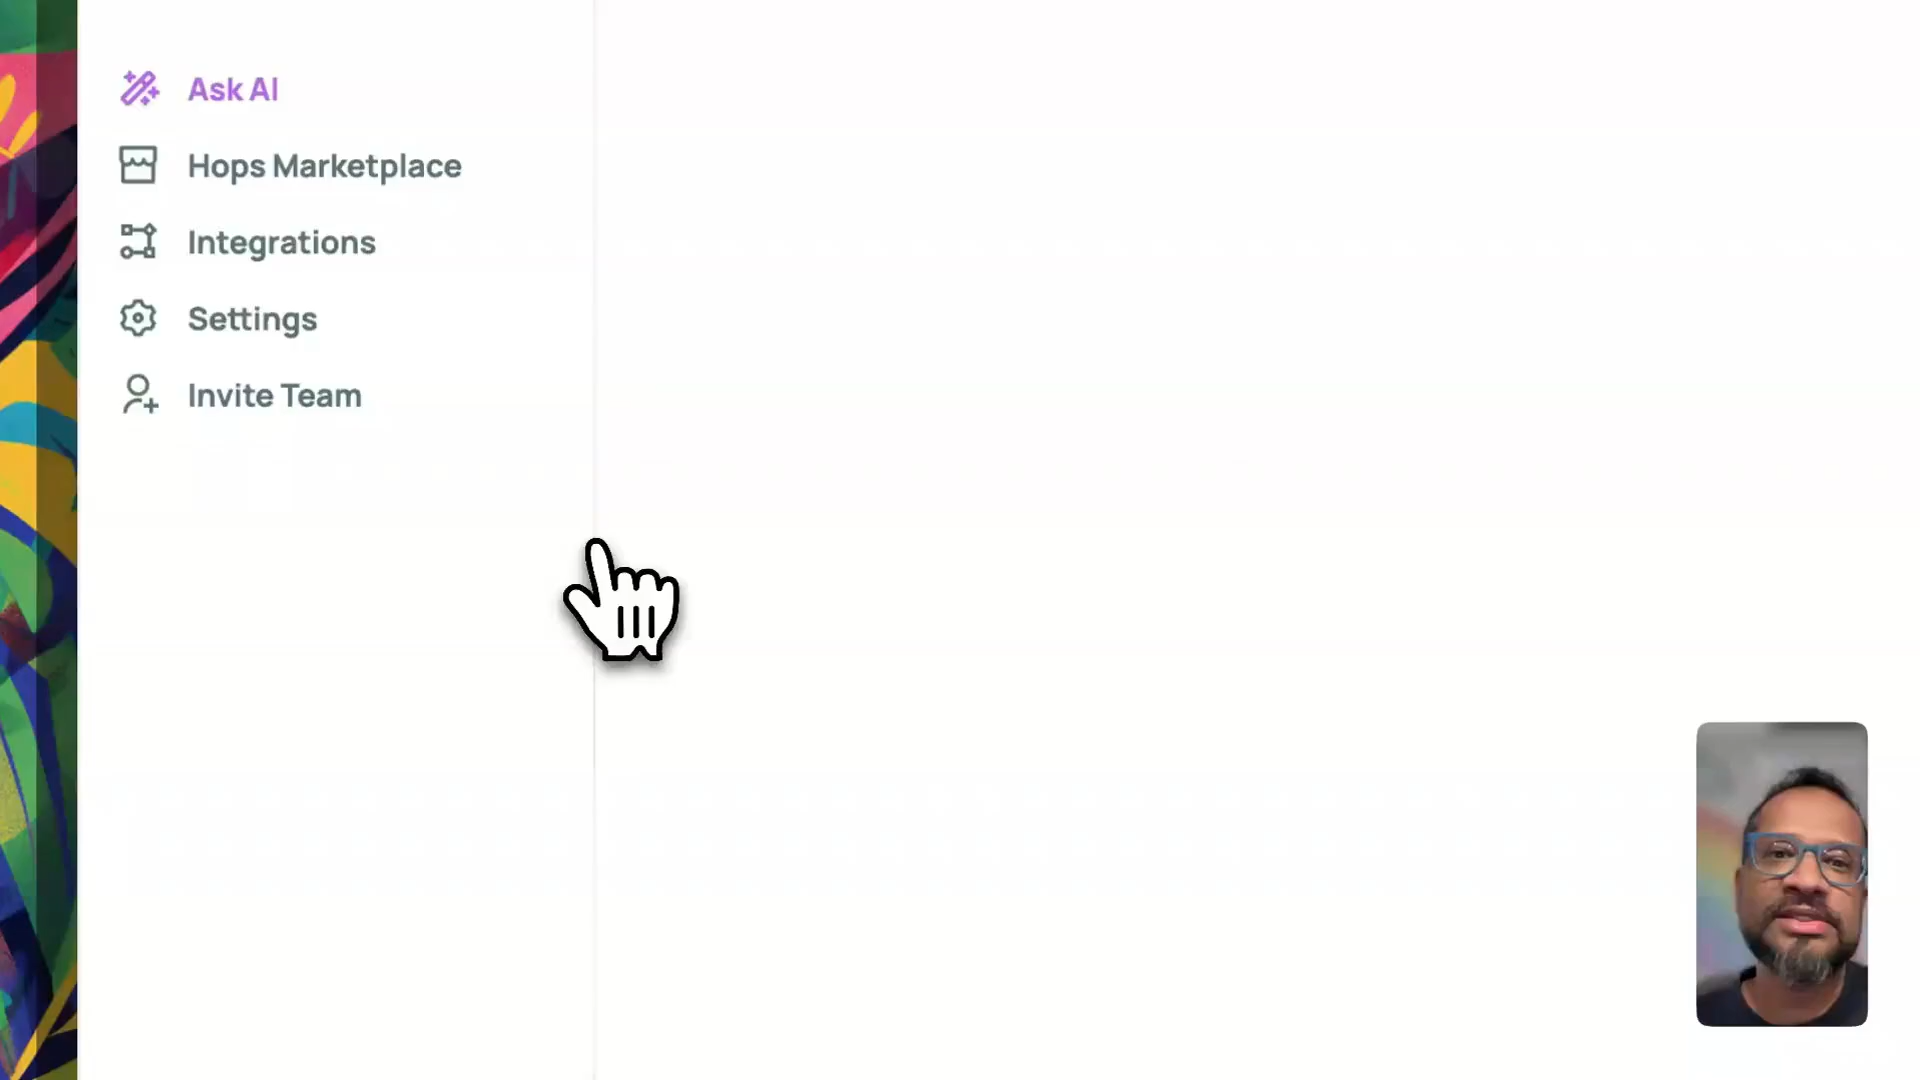 Ask AI
Hops Marketplace
Integrations
Settings
Invite Team